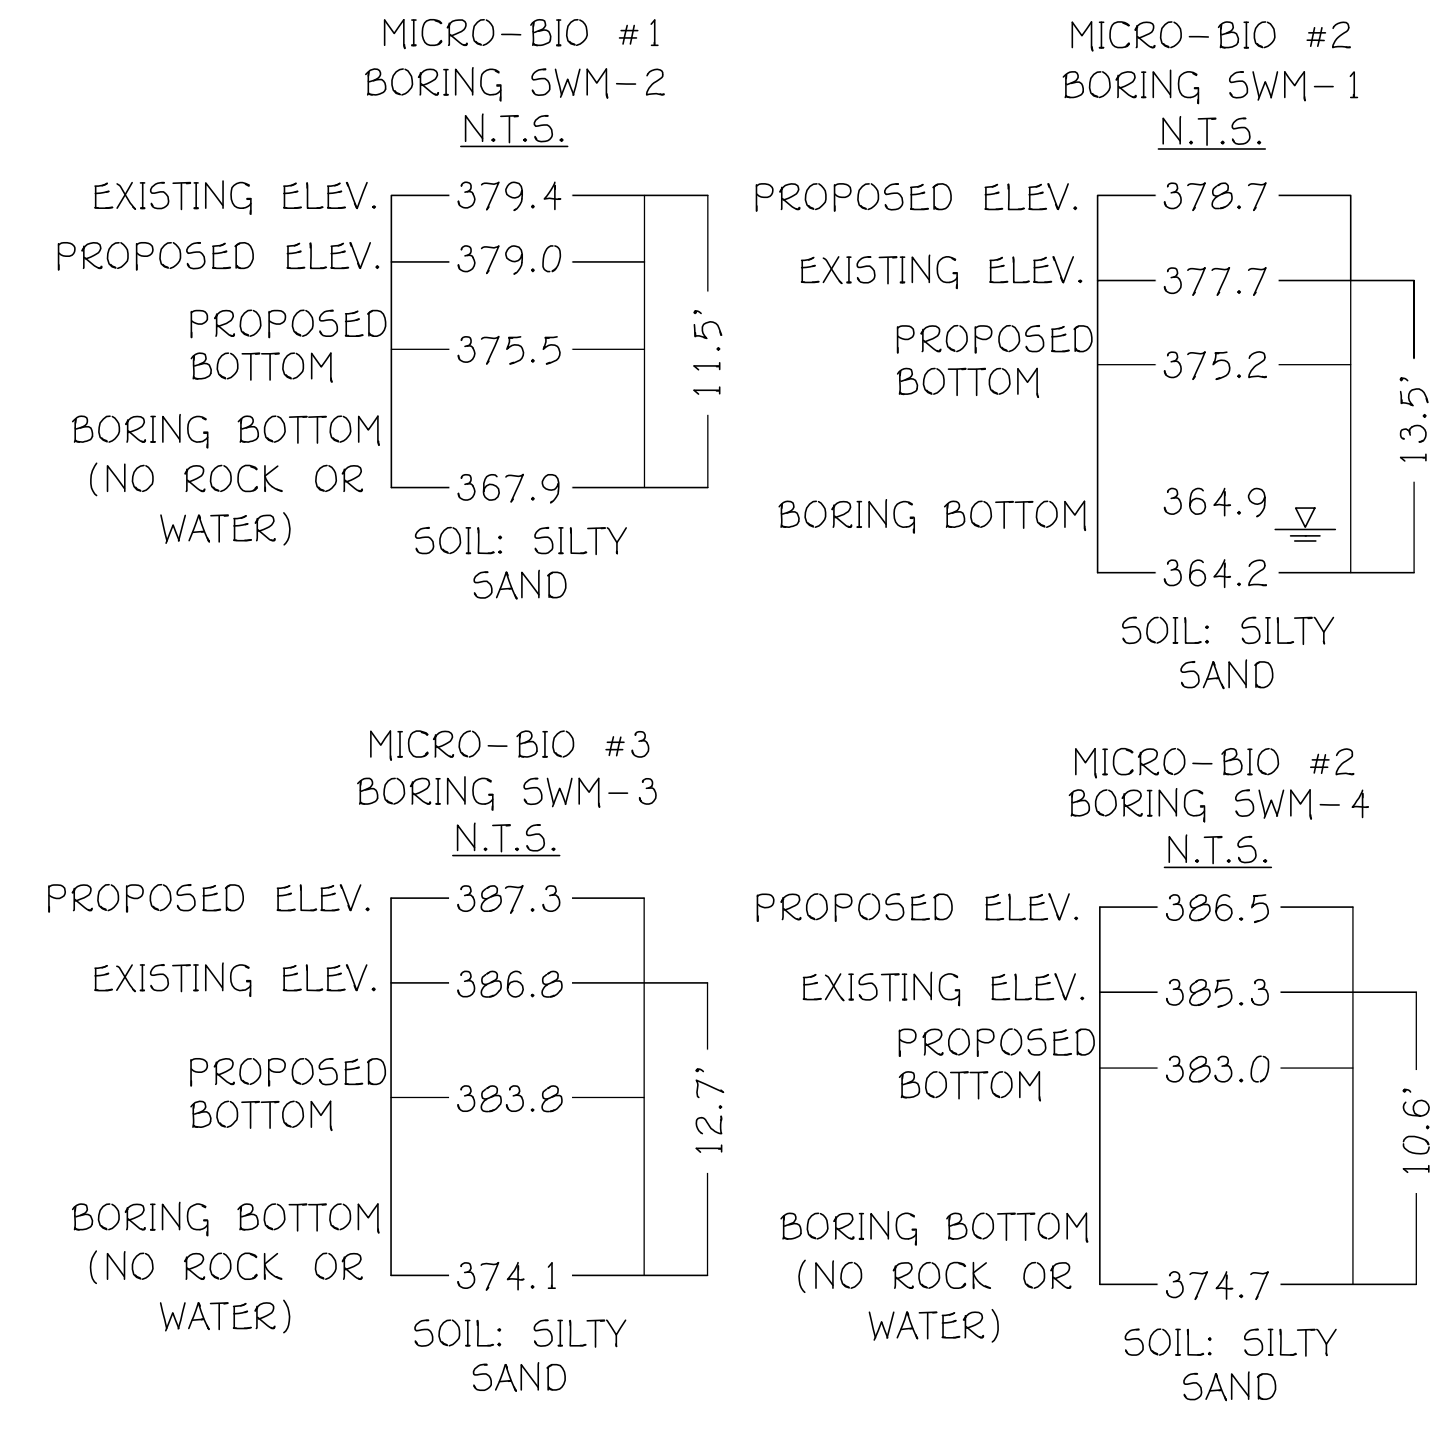 MICRO-BIO #1
BORING SWM-2
N.T.S.
EXISTING ELEV. 379.4
PROPOSED ELEV. 379.0
PROPOSED
BOTTOM
375.5
11.5'
BORING BOTTOM
(NO ROCK OR
WATER)
367.9
SOIL: SILTY
SAND
MICRO-BIO #2
BORING SWM-1
N.T.S.
PROPOSED ELEV. 378.7
EXISTING ELEV. 377.7
PROPOSED
BOTTOM
375.2
13.5'
364.9
BORING BOTTOM
364.2
SOIL: SILTY
SAND
MICRO-BIO #3
BORING SWM-3
N.T.S.
PROPOSED ELEV. 387.3
EXISTING ELEV. 386.8
PROPOSED
BOTTOM
383.8
12.7'
BORING BOTTOM
(NO ROCK OR
WATER)
374.1
SOIL: SILTY
SAND
MICRO-BIO #2
BORING SWM-4
N.T.S.
PROPOSED ELEV. 386.5
EXISTING ELEV. 385.3
PROPOSED
BOTTOM
383.0
10.6'
BORING BOTTOM
(NO ROCK OR
WATER)
374.7
SOIL: SILTY
SAND